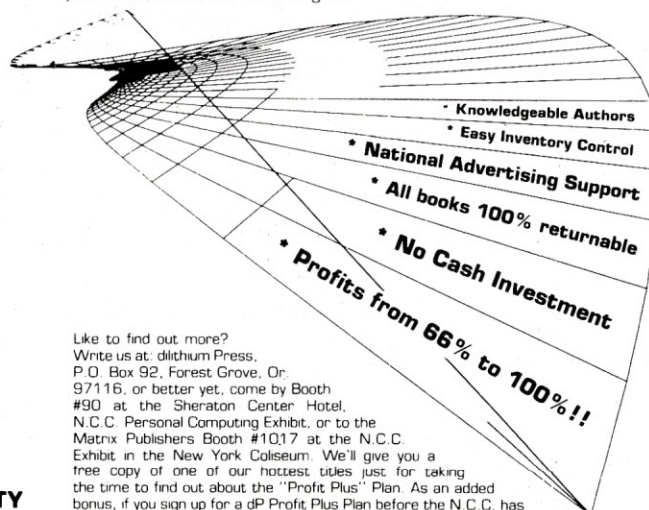 * Knowledgeable Authors
* Easy Inventory Control
* National Advertising Support
* All books 100% returnable
* No Cash Investment
* Profits from 66% to 100%!!
Like to find out more?
Write us at: dilithium Press,
P.O. Box 92, Forest Grove, Or.
97116, or better yet, come by Booth
#90 at the Sheraton Center Hotel,
N.C.C. Personal Computing Exhibit, or to the
Matrix Publishers Booth #1017 at the N.C.C.
Exhibit in the New York Coliseum. We'll give you a
free copy of one of our hottest titles just for taking
the time to find out about the "Profit Plus" Plan. As an added
bonus, if you sign up for a dP Profit Plus Plan before the N.C.C. has
TY